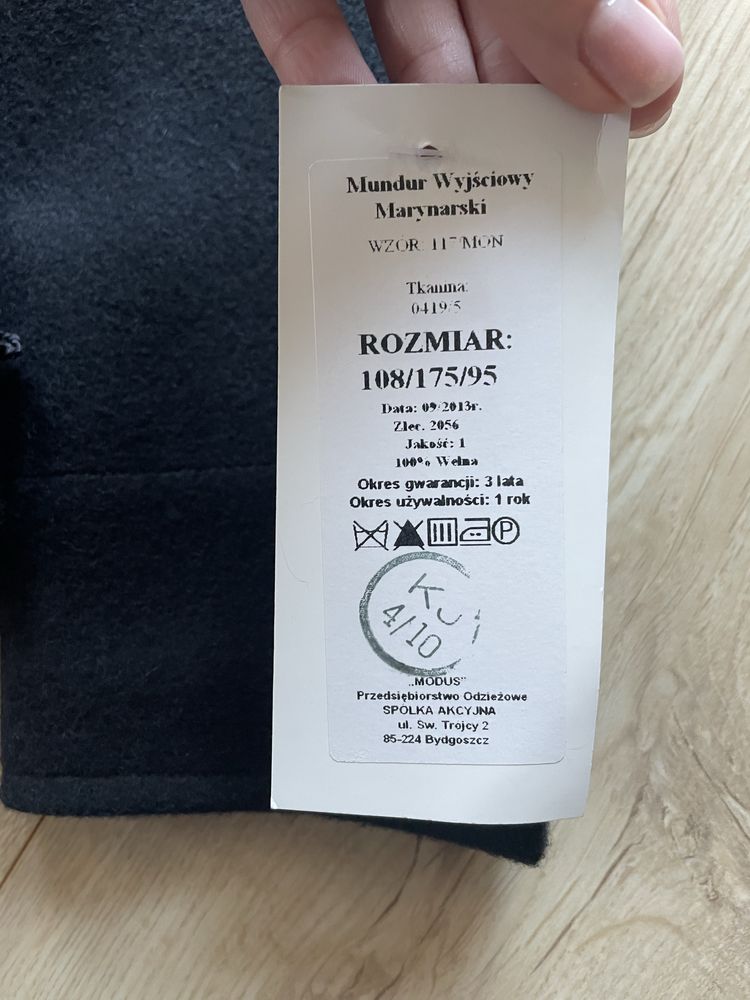 Mundur Wyjściowy
Marynarski
WZÓR: 117/MON
Tkanina:
0419/5
ROZMIAR:
108/175/95
Data: 09/2013r.
Zlec. 2056
Jakość: 1
100% Wełna
Okres gwarancji: 3 lata
Okres używalności: 1 rok
P
KJ
4/10
„MODUS”
Przedsiębiorstwo Odzieżowe
SPÓŁKA AKCYJNA
ul. Św. Trójcy 2
85-224 Bydgoszcz